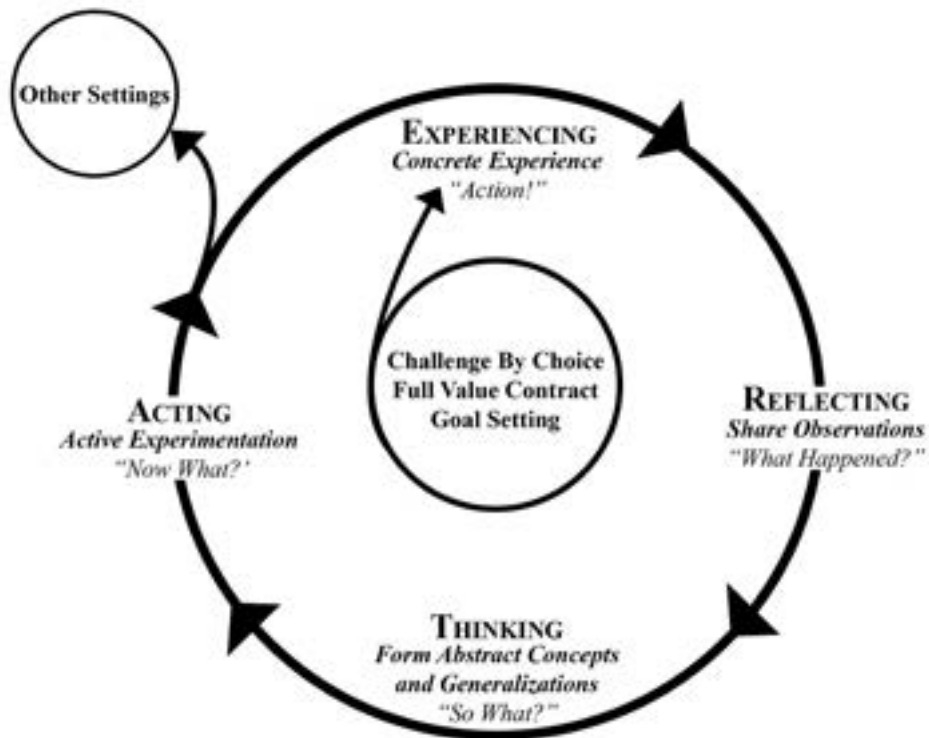 Other Settings
EXPERIENCING
Concrete Experience
"Action!"
Challenge By Choice
Full Value Contract
Goal Setting
ACTING
Active Experimentation
"Now What?'
REFLECTING
Share Observations
"What Happened?"
THINKING
Form Abstract Concepts
and Generalizations
"So What?"